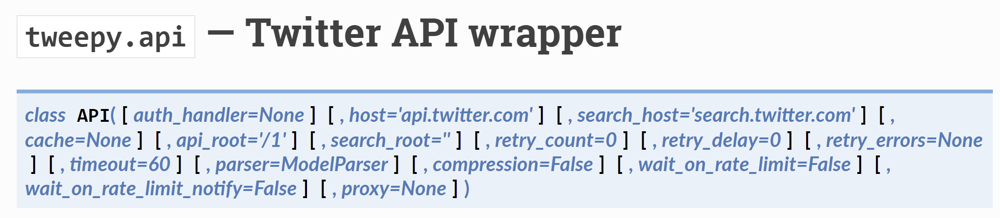 tweepy.api — Twitter API wrapper
class API([auth_handler=None] [, host='api.twitter.com'] [, search_host='search.twitter.com'] [,
cache=None] [, api_root='/1'] [, search_root=''] [, retry_count=0] [, retry_delay=0] [, retry_errors=None
] [, timeout=60] [, parser=ModelParser] [, compression=False] [, wait_on_rate_limit=False] [,
wait_on_rate_limit_notify=False] [, proxy=None])